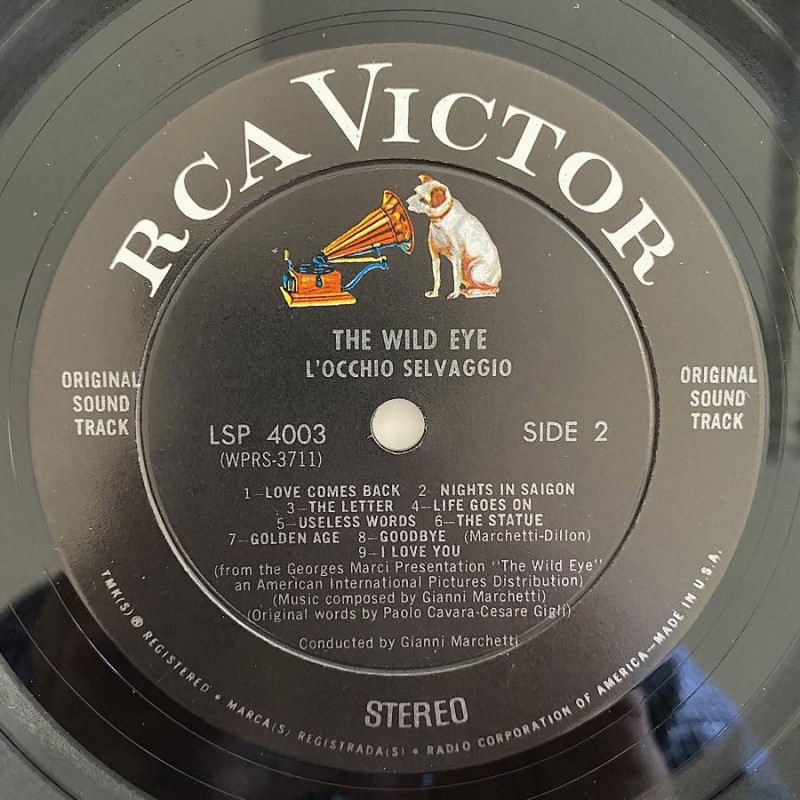 RCA VICTOR
THE WILD EYE
L'OCCHIO SELVAGGIO
ORIGINAL
SOUND
TRACK
ORIGINAL
SOUND
TRACK
LSP 4003
(WPRS-3711)
SIDE 2
1—LOVE COMES BACK 2—NIGHTS IN SAIGON
3—THE LETTER 4—LIFE GOES ON
5—USELESS WORDS 6—THE STATUE
7—GOLDEN AGE 8—GOODBYE (Marchetti-Dillon)
9—I LOVE YOU
(from the Georges Marci Presentation "The Wild Eye"
an American International Pictures Distribution)
(Music composed by Gianni Marchetti)
(Original words by Paolo Cavara-Cesare Gigli)
Conducted by Gianni Marchetti
STEREO
TMK(S) ® REGISTERED • MARCA(S) REGISTRADA(S) • RADIO CORPORATION OF AMERICA—MADE IN U.S.A.